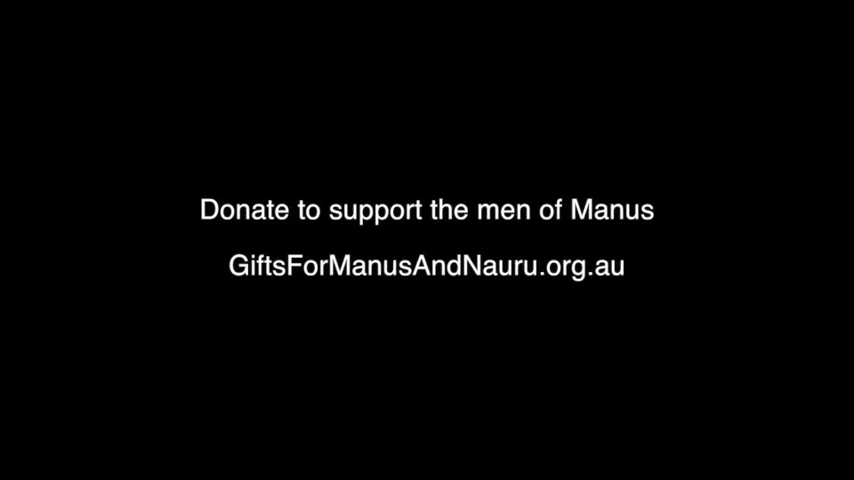 Donate to support the men of Manus
GiftsForManusAndNauru.org.au